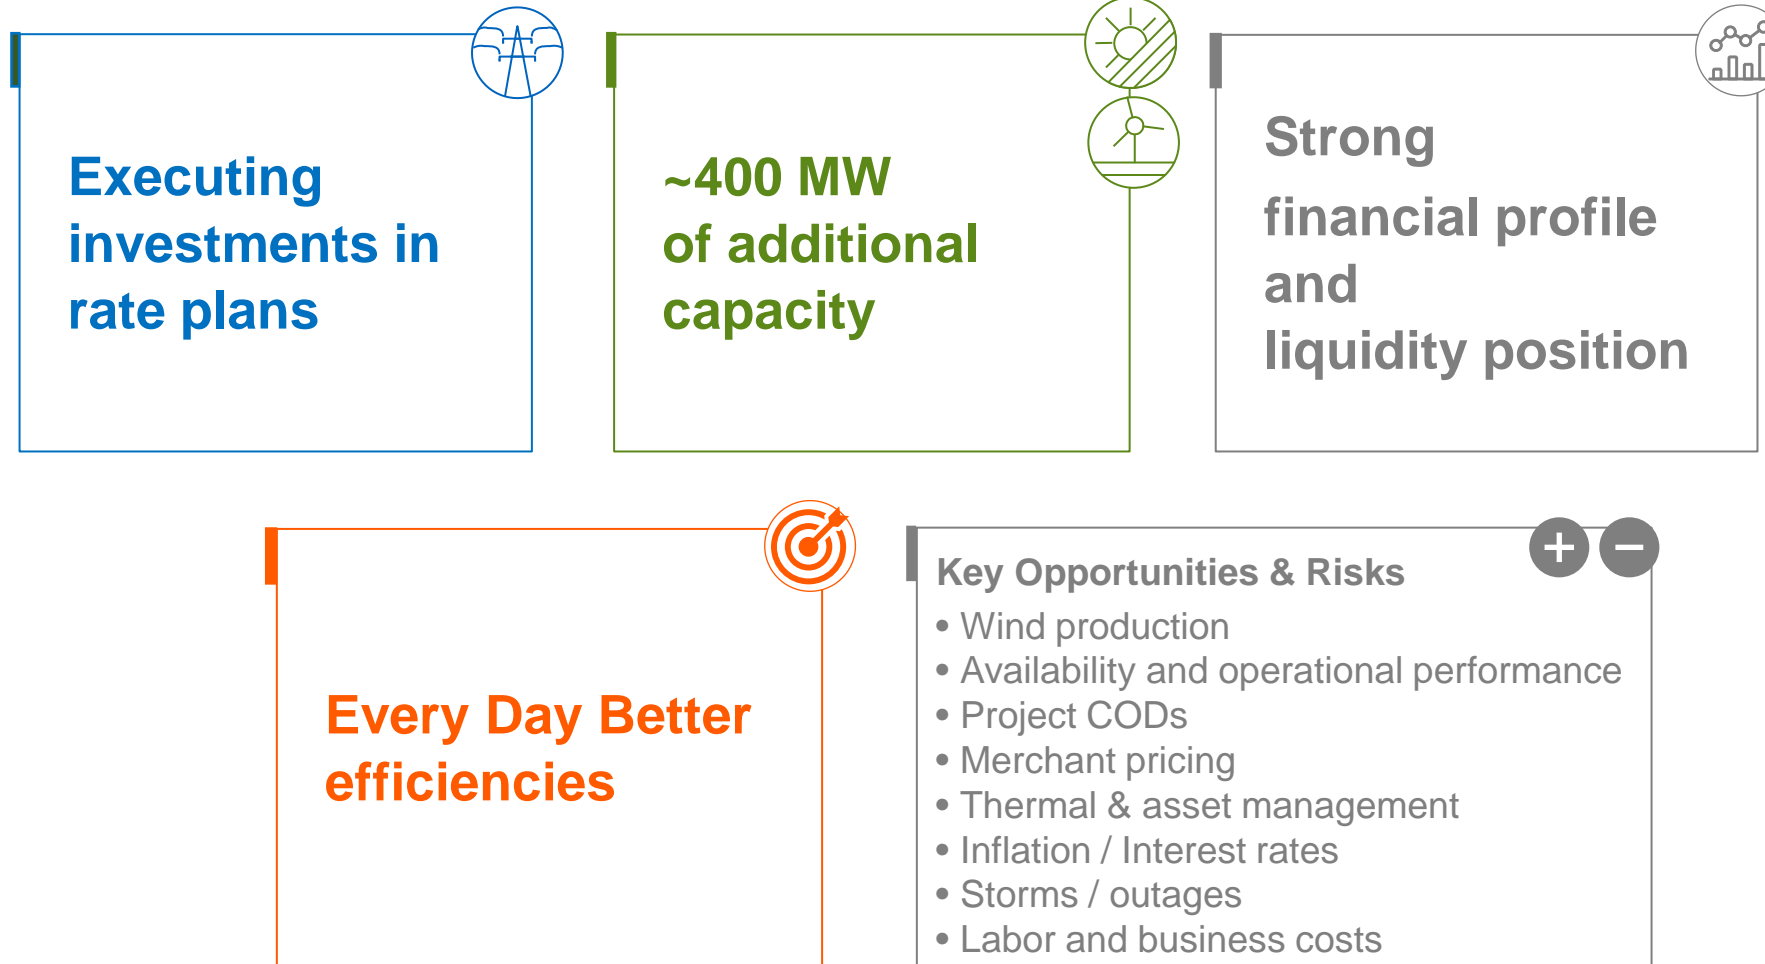 Executing
investments in
rate plans
~400 MW
of additional
capacity
Strong
financial profile
and
liquidity position
Every Day Better
efficiencies
Key Opportunities & Risks
• Wind production
• Availability and operational performance
• Project CODs
• Merchant pricing
• Thermal & asset management
• Inflation / Interest rates
• Storms / outages
• Labor and business costs